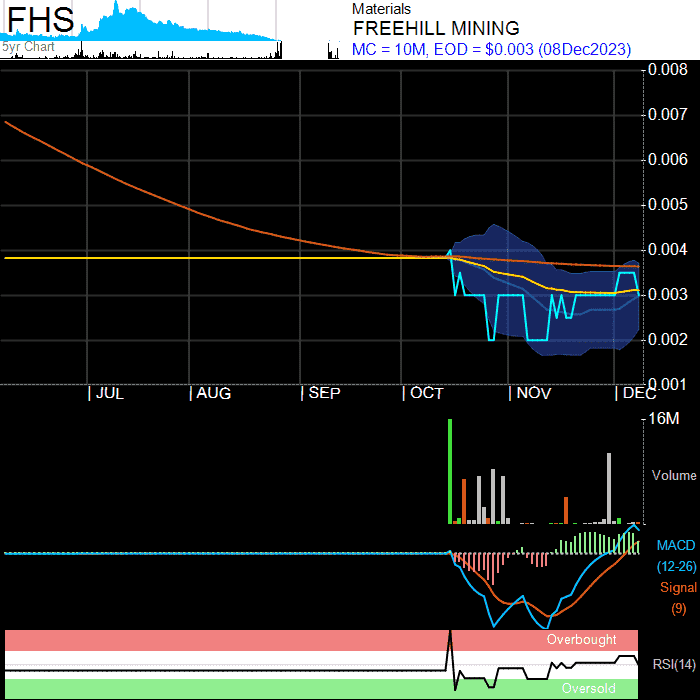 FHS
5yr Chart
Materials
FREEHILL MINING
MC = 10M, EOD = $0.003 (08Dec2023)
0.008
0.007
0.006
0.005
0.004
0.003
0.002
0.001
JUL AUG SEP OCT NOV DEC
16M
Volume
MACD
(12-26)
Signal
(9)
Overbought
RSI(14)
Oversold